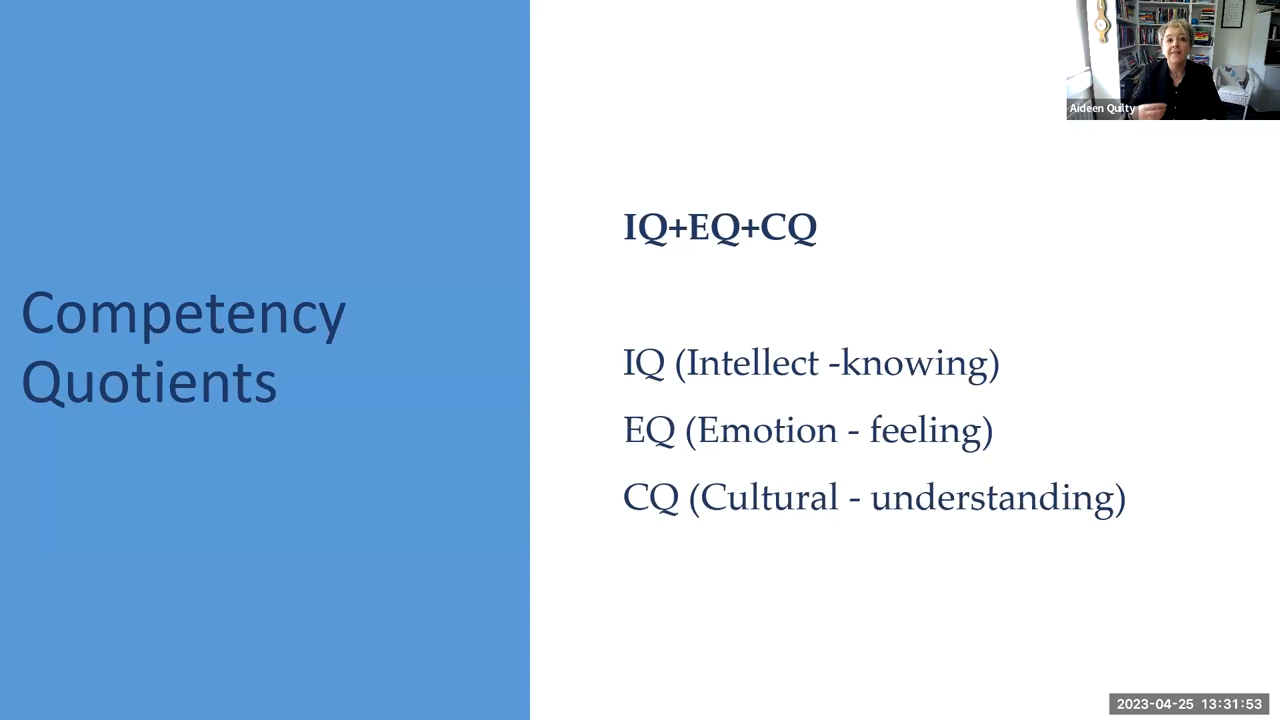 Aideen Quilty
IQ+EQ+CQ
Competency
Quotients
IQ (Intellect -knowing)
EQ (Emotion - feeling)
CQ (Cultural - understanding)
2023-04-25 13:31:53